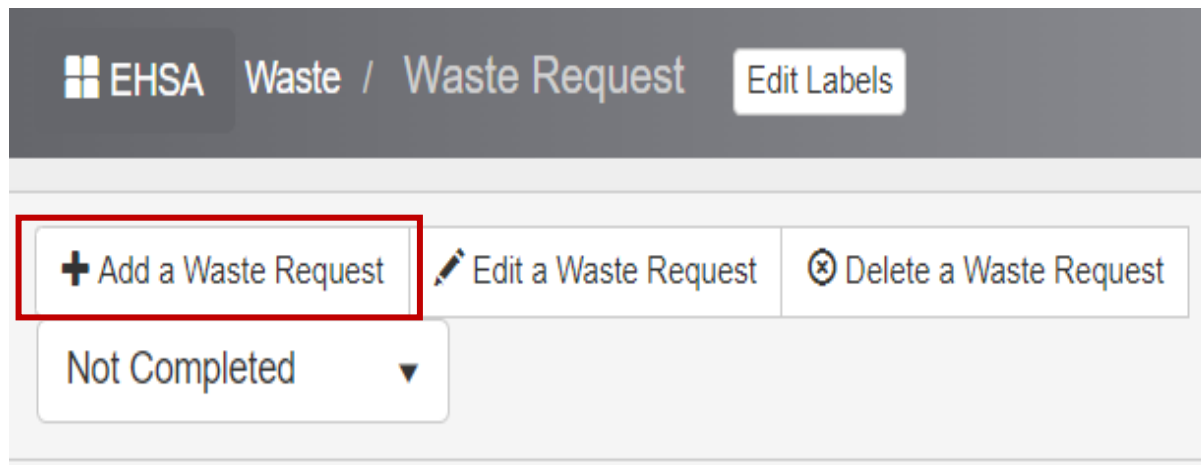 EHSA Waste / Waste Request Edit Labels
Add a Waste Request Edit a Waste Request Delete a Waste Request
Not Completed